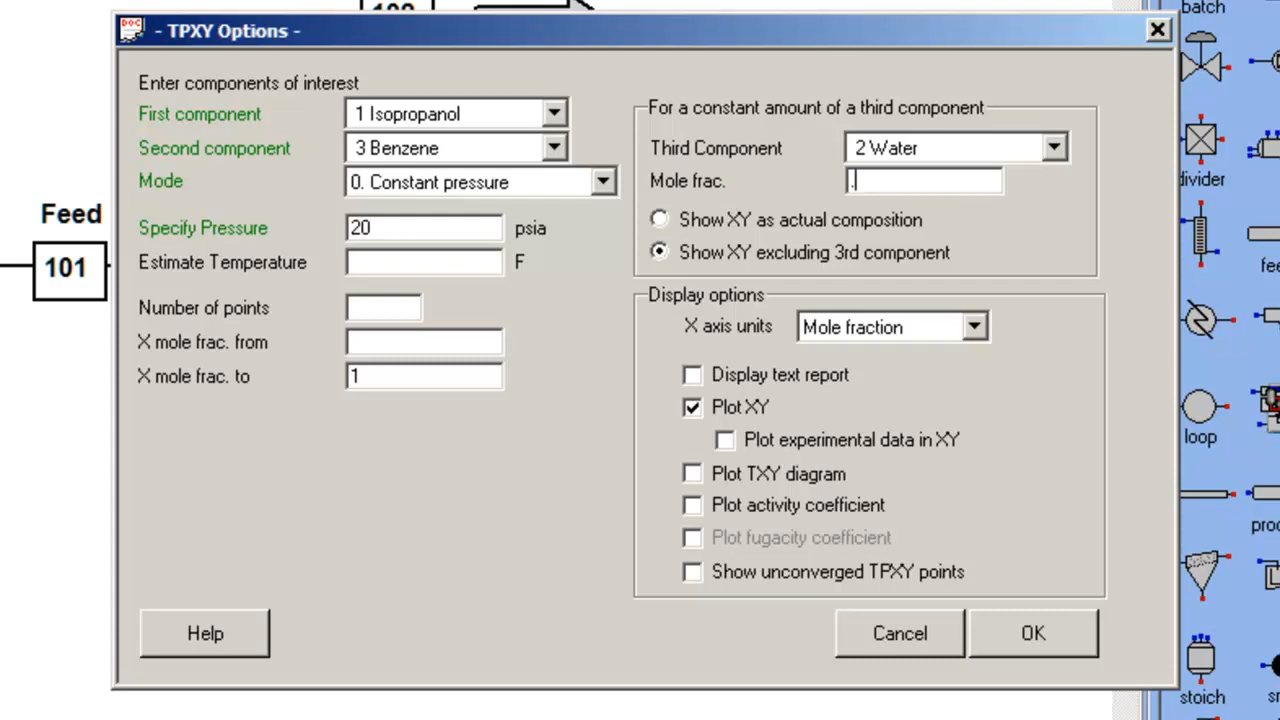 batch
- TPXY Options -
Enter components of interest
First component 1 Isopropanol
Second component 3 Benzene
Mode 0. Constant pressure
Specify Pressure 20 psia
Estimate Temperature F
Number of points
X mole frac. from
X mole frac. to 1
For a constant amount of a third component
Third Component 2 Water
Mole frac. .
Show XY as actual composition
Show XY excluding 3rd component
Display options
X axis units Mole fraction
Display text report
Plot XY
Plot experimental data in XY
Plot TXY diagram
Plot activity coefficient
Plot fugacity coefficient
Show unconverged TPXY points
Help
Cancel
OK
Feed
101
divider
loop
stoich